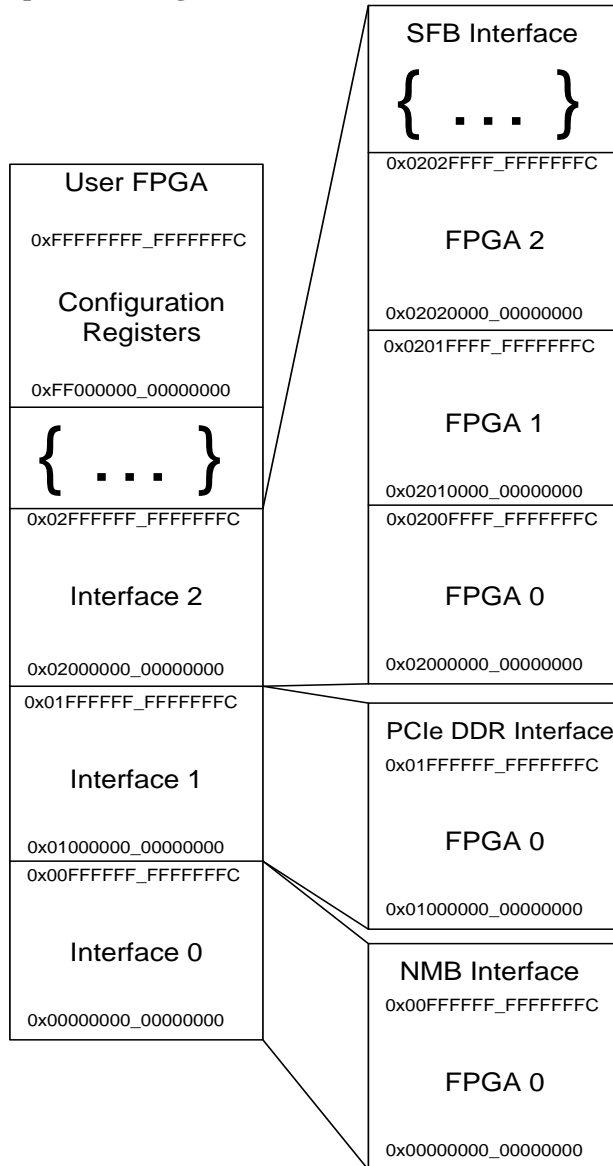 User FPGA
0xFFFFFFFF_FFFFFFFC
Configuration
Registers
0xFF000000_00000000
{ ... }
0x02FFFFFF_FFFFFFFC
Interface 2
0x02000000_00000000
0x01FFFFFF_FFFFFFFC
Interface 1
0x01000000_00000000
0x00FFFFFF_FFFFFFFC
Interface 0
0x00000000_00000000
SFB Interface
{ ... }
0x0202FFFF_FFFFFFFC
FPGA 2
0x02020000_00000000
0x0201FFFF_FFFFFFFC
FPGA 1
0x02010000_00000000
0x0200FFFF_FFFFFFFC
FPGA 0
0x02000000_00000000
PCIe DDR Interface
0x01FFFFFF_FFFFFFFC
FPGA 0
0x01000000_00000000
NMB Interface
0x00FFFFFF_FFFFFFFC
FPGA 0
0x00000000_00000000